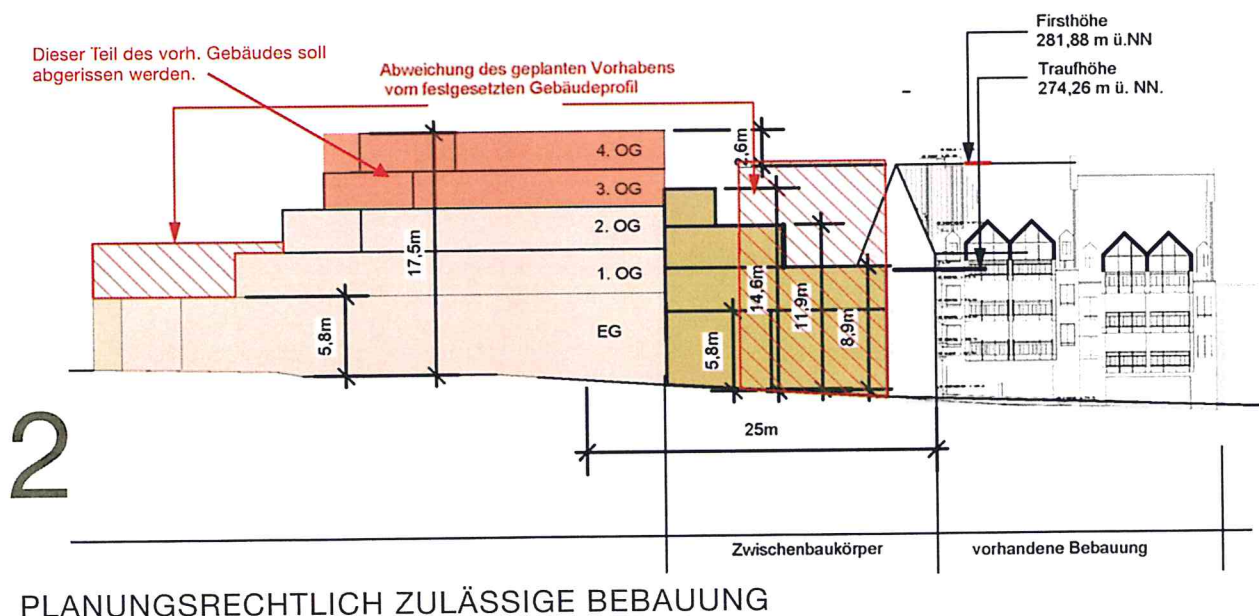 Firsthöhe
281,88 m ü.NN
Traufhöhe
274,26 m ü. NN.
Dieser Teil des vorh. Gebäudes soll
abgerissen werden.
Abweichung des geplanten Vorhabens
vom festgesetzten Gebäudeprofil
4. OG
3. OG
2. OG
1. OG
EG
17,5m
5,8m
2,6m
14,6m
11,9m
8,9m
5,8m
25m
2
Zwischenbaukörper
vorhandene Bebauung
PLANUNGSRECHTLICH ZULÄSSIGE BEBAUUNG